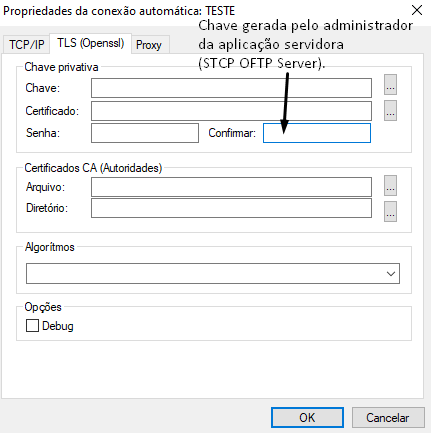 Propriedades da conexão automática: TESTE
Chave gerada pelo administrador
da aplicação servidora
(STCP OFTP Server).
TCP/IP TLS (Openssl) Proxy
Chave privativa
Chave: ...
Certificado: ...
Senha: Confirmar:
Certificados CA (Autoridades)
Arquivo: ...
Diretório: ...
Algorítmos
Opções
Debug
OK Cancelar